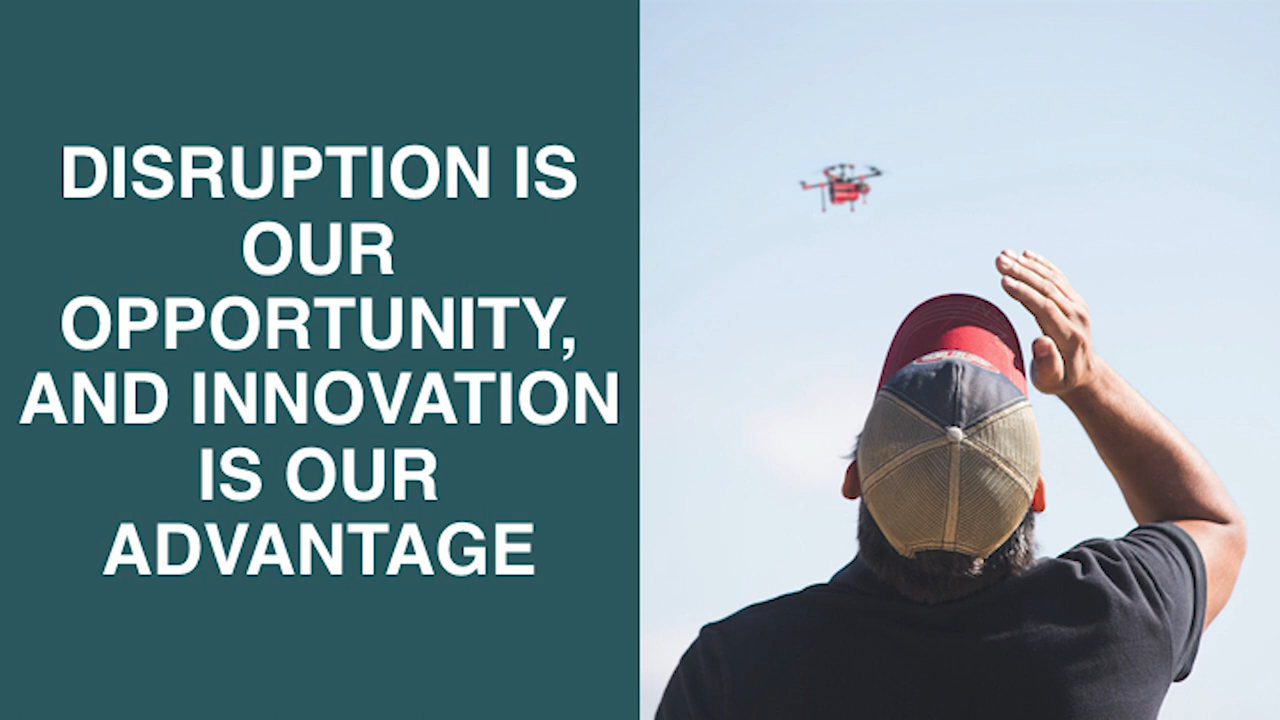 DISRUPTION IS
OUR
OPPORTUNITY,
AND INNOVATION
IS OUR
ADVANTAGE